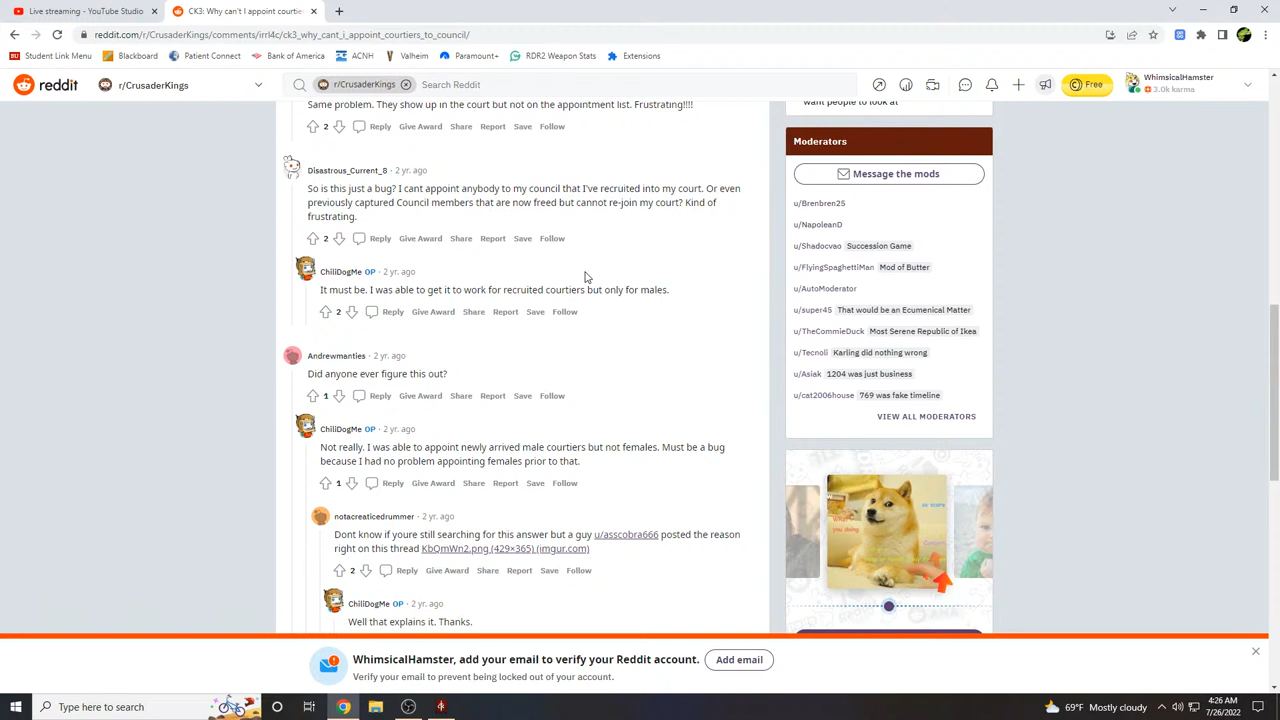 Live streaming - YouTube Studio
CK3: Why can't I appoint courtie
reddit.com/r/CrusaderKings/comments/irrl4c/ck3_why_cant_i_appoint_courtiers_to_council/
Student Link Menu
Blackboard
Patient Connect
Bank of America
ACNH
Valheim
Paramount+
RDR2 Weapon Stats
Extensions
reddit
r/CrusaderKings
r/CrusaderKings
Search Reddit
Free
WhimsicalHamster
3.0k karma
Same problem. They show up in the court but not on the appointment list. Frustrating!!!!
2 Reply Give Award Share Report Save Follow
Disastrous_Current_8 · 2 yr. ago
So is this just a bug? I cant appoint anybody to my council that I've recruited into my court. Or even
previously captured Council members that are now freed but cannot re-join my court? Kind of
frustrating.
2 Reply Give Award Share Report Save Follow
ChiliDogMe OP · 2 yr. ago
It must be. I was able to get it to work for recruited courtiers but only for males.
2 Reply Give Award Share Report Save Follow
Andrewmanties · 2 yr. ago
Did anyone ever figure this out?
1 Reply Give Award Share Report Save Follow
ChiliDogMe OP · 2 yr. ago
Not really. I was able to appoint newly arrived male courtiers but not females. Must be a bug
because I had no problem appointing females prior to that.
1 Reply Give Award Share Report Save Follow
notacreaticedrummer · 2 yr. ago
Dont know if youre still searching for this answer but a guy u/asscobra666 posted the reason
right on this thread KbQmWn2.png (429×365) (imgur.com)
2 Reply Give Award Share Report Save Follow
ChiliDogMe OP · 2 yr. ago
Well that explains it. Thanks.
want people to look at
Moderators
Message the mods
u/Brenbren25
u/NapoleanD
u/Shadocvao Succession Game
u/FlyingSpaghettiMan Mod of Butter
u/AutoModerator
u/super45 That would be an Ecumenical Matter
u/TheCommieDuck Most Serene Republic of Ikea
u/Tecnoli Karling did nothing wrong
u/Asiak 1204 was just business
u/cat2006house 769 was fake timeline
VIEW ALL MODERATORS
WhimsicalHamster, add your email to verify your Reddit account.
Add email
Verify your email to prevent being locked out of your account.
Type here to search
69°F Mostly cloudy
4:26 AM
7/26/2022